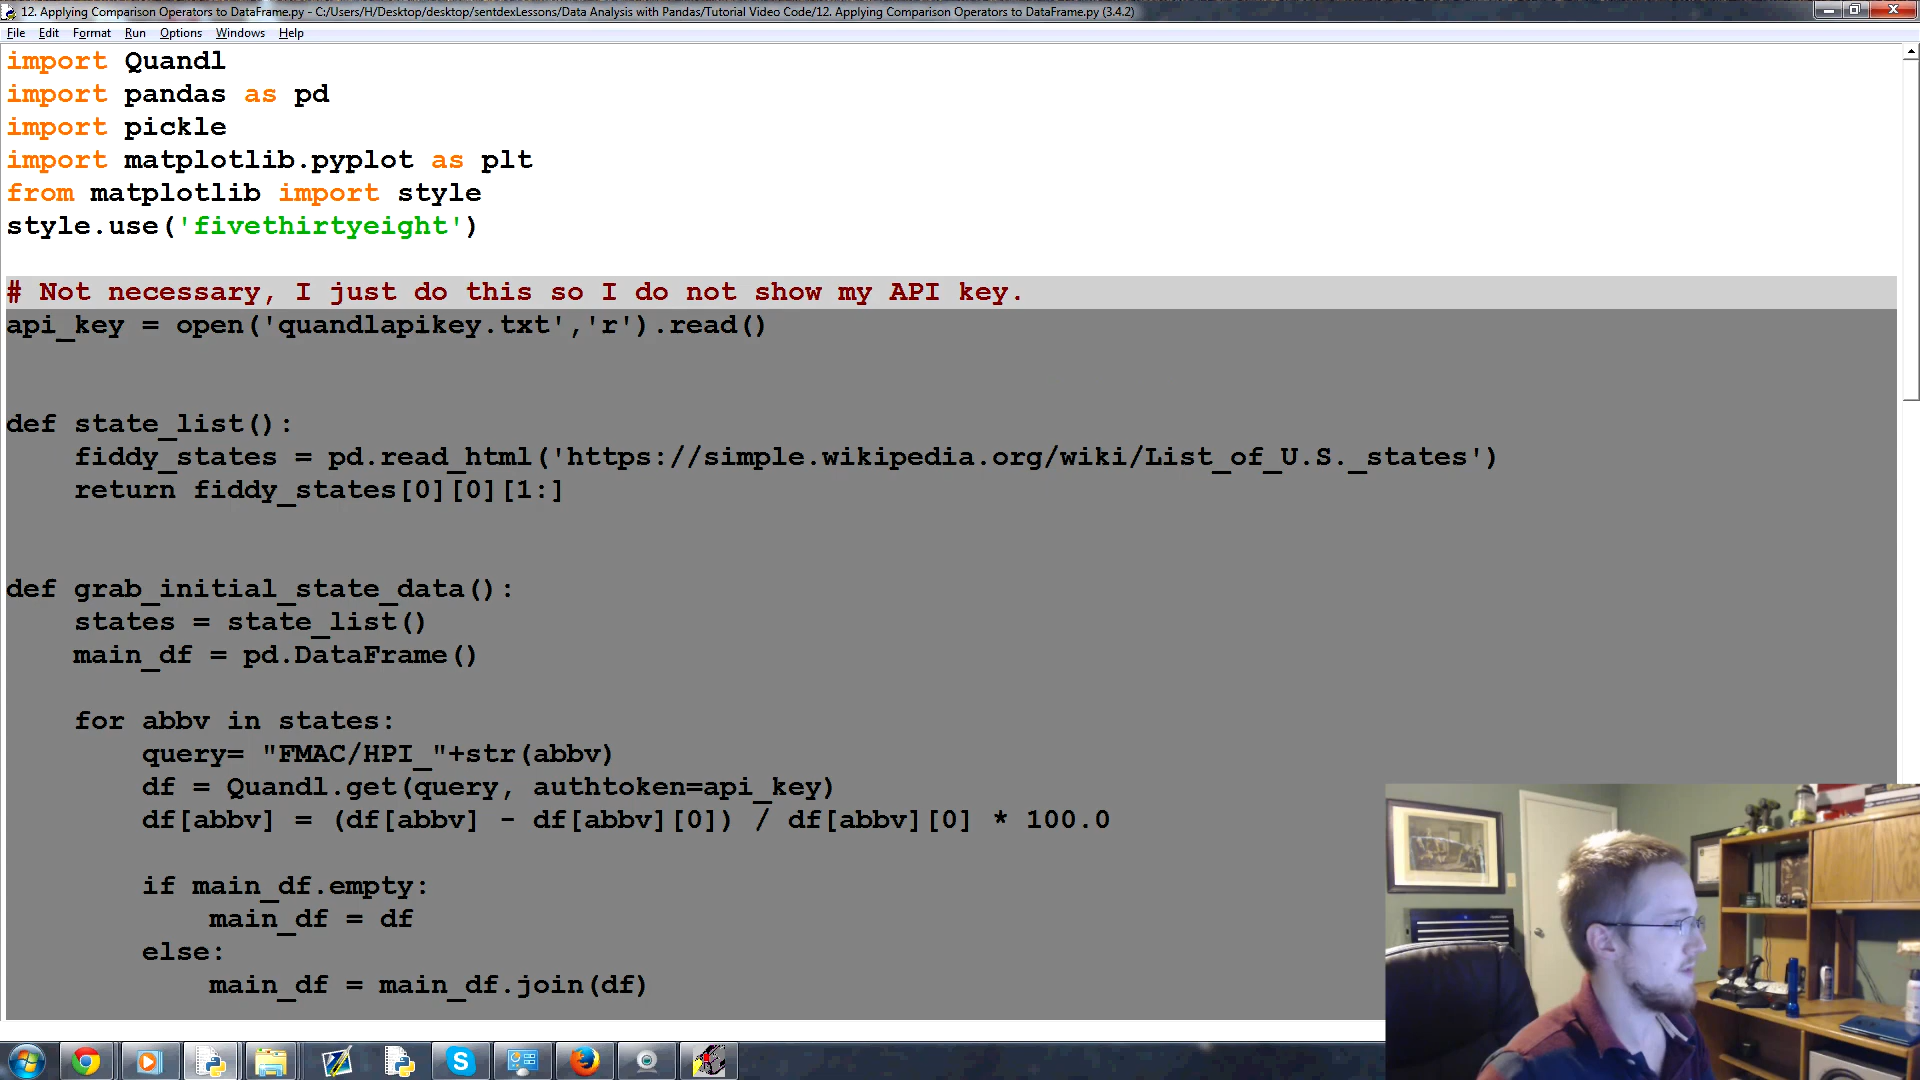 12. Applying Comparison Operators to DataFrame.py - C:/Users/H/Desktop/desktop/sentdexLessons/Data Analysis with Pandas/Tutorial Video Code/12. Applying Comparison Operators to DataFrame.py (3.4.2)
File Edit Format Run Options Windows Help
import Quandl
import pandas as pd
import pickle
import matplotlib.pyplot as plt
from matplotlib import style
style.use('fivethirtyeight')
# Not necessary, I just do this so I do not show my API key.
api_key = open('quandlapikey.txt','r').read()
def state_list():
fiddy_states = pd.read_html('https://simple.wikipedia.org/wiki/List_of_U.S._states')
return fiddy_states[0][0][1:]
def grab_initial_state_data():
states = state_list()
main_df = pd.DataFrame()
for abbv in states:
query= "FMAC/HPI_"+str(abbv)
df = Quandl.get(query, authtoken=api_key)
df[abbv] = (df[abbv] - df[abbv][0]) / df[abbv][0] * 100.0
if main_df.empty:
main_df = df
else:
main_df = main_df.join(df)